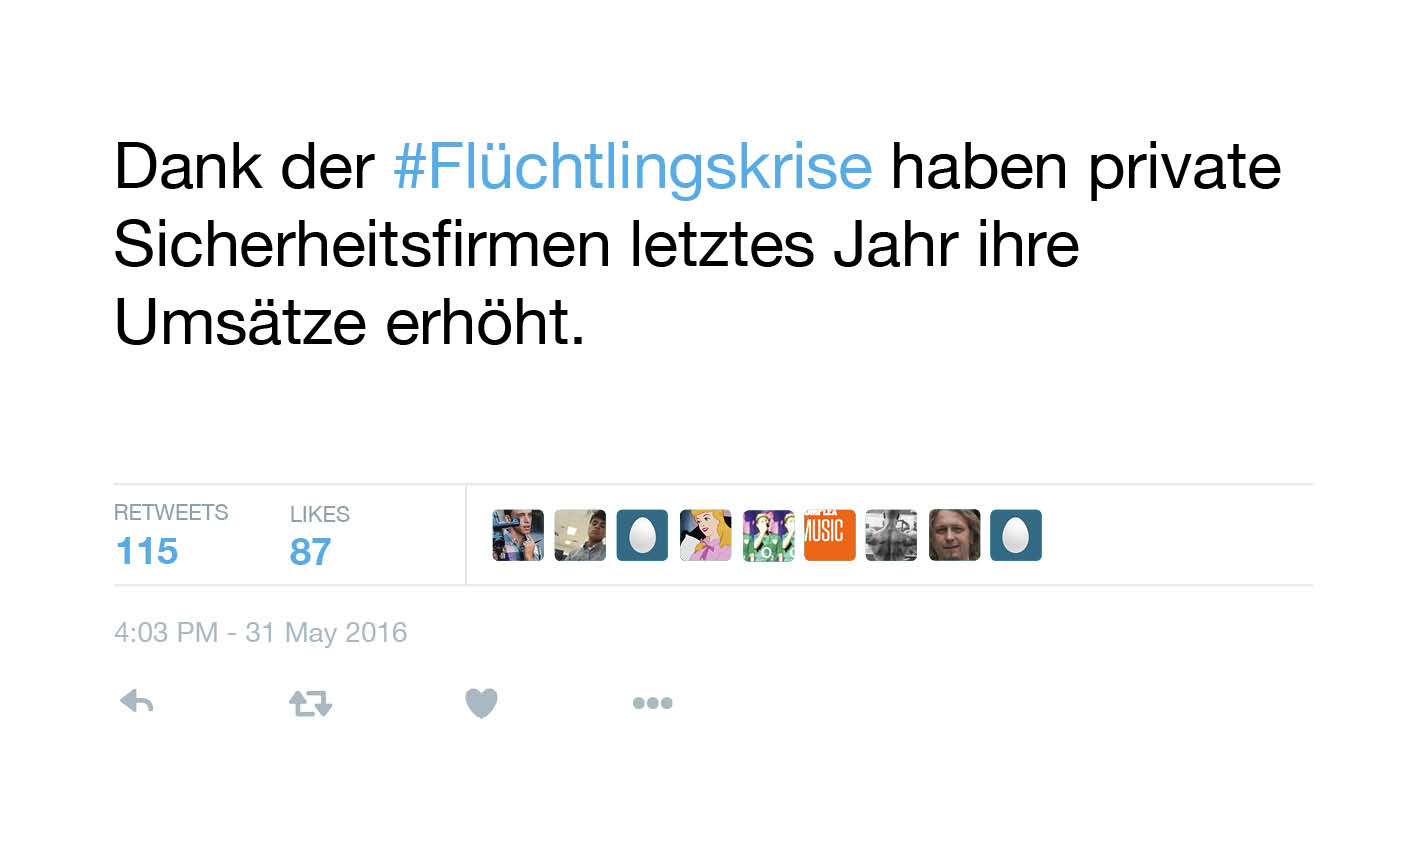 Dank der #Flüchtlingskrise haben private
Sicherheitsfirmen letztes Jahr ihre
Umsätze erhöht.
RETWEETS LIKES
115 87
MUSIC
4:03 PM - 31 May 2016